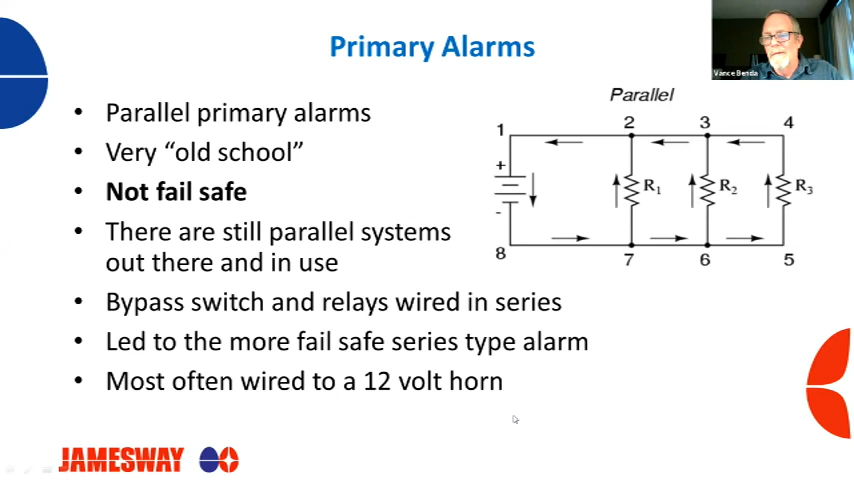 Primary Alarms
Vance Benda
• Parallel primary alarms
• Very “old school”
• Not fail safe
• There are still parallel systems
out there and in use
• Bypass switch and relays wired in series
• Led to the more fail safe series type alarm
• Most often wired to a 12 volt horn
Parallel
1 2 3 4
+
R1 R2 R3
-
8 7 6 5
JAMESWAY